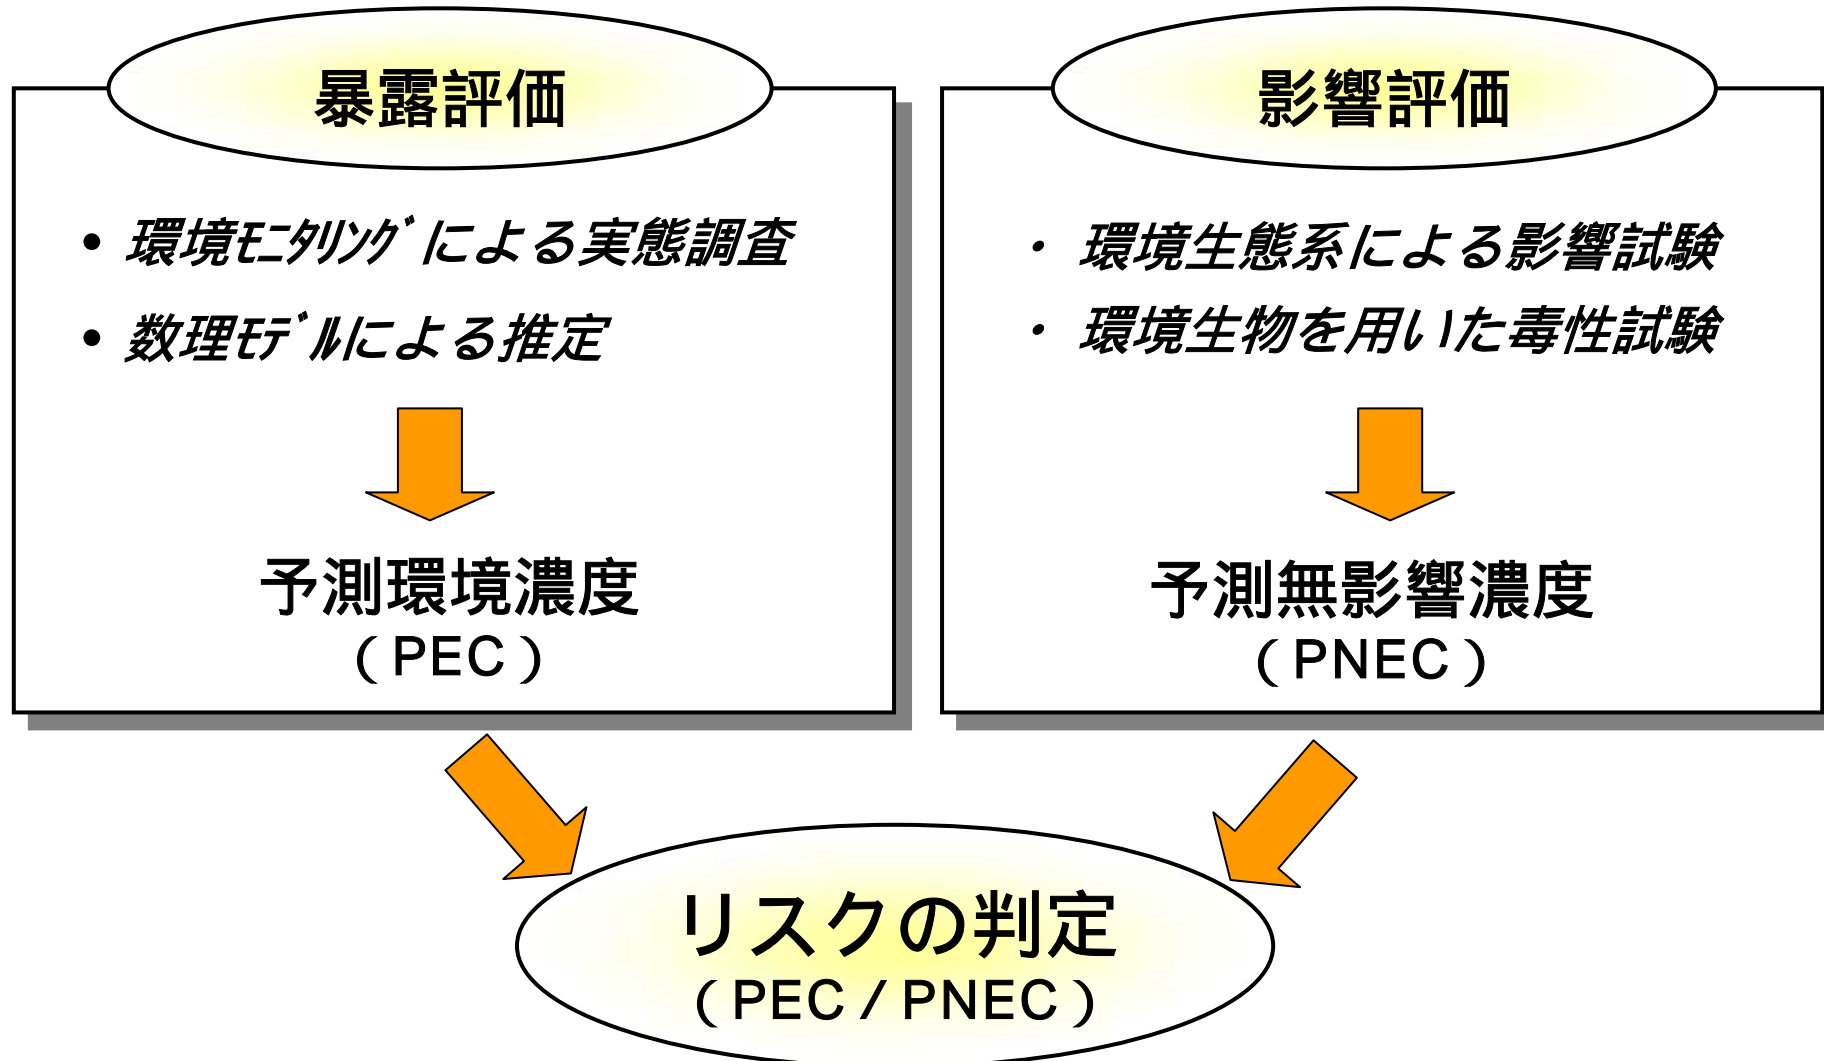 暴露評価
• 環境ﾓﾆﾀﾘﾝｸﾞによる実態調査
• 数理ﾓﾃﾞﾙによる推定
予測環境濃度
（PEC）
影響評価
・ 環境生態系による影響試験
・ 環境生物を用いた毒性試験
予測無影響濃度
（PNEC）
リスクの判定
（PEC／PNEC）